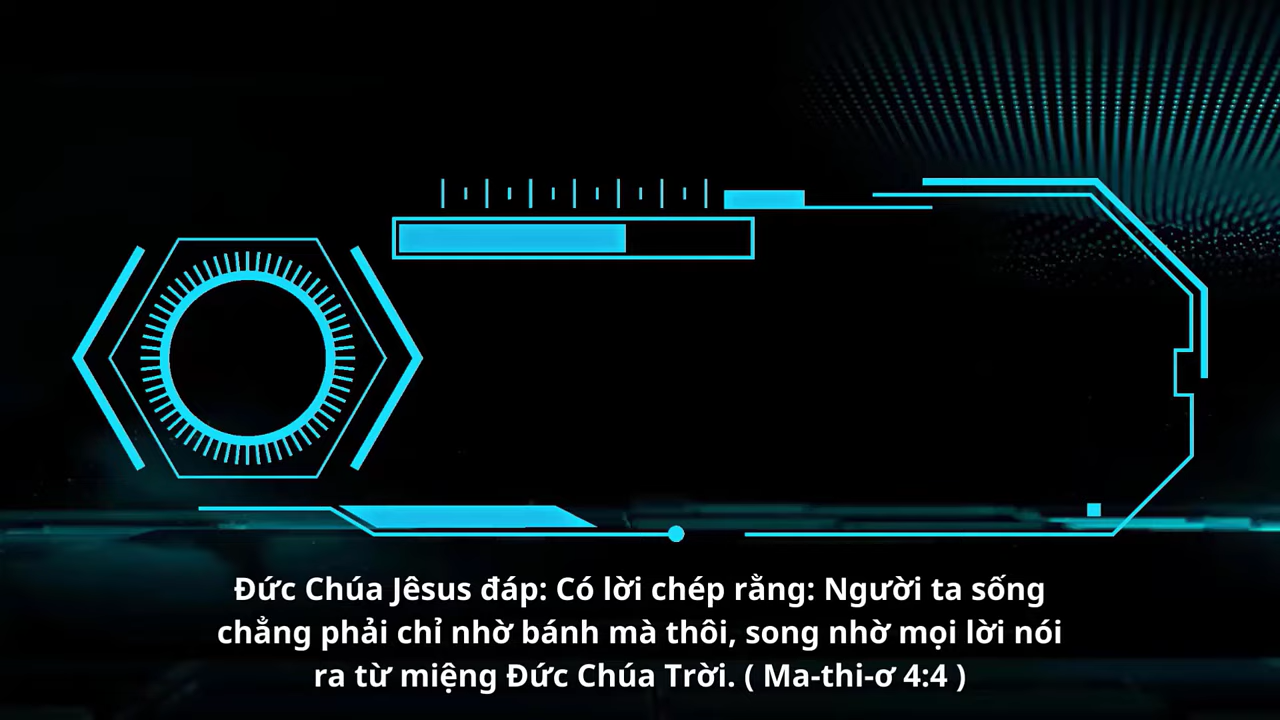 Đức Chúa Jêsus đáp: Có lời chép rằng: Người ta sống
chẳng phải chỉ nhờ bánh mà thôi, song nhờ mọi lời nói
ra từ miệng Đức Chúa Trời. ( Ma-thi-ơ 4:4 )